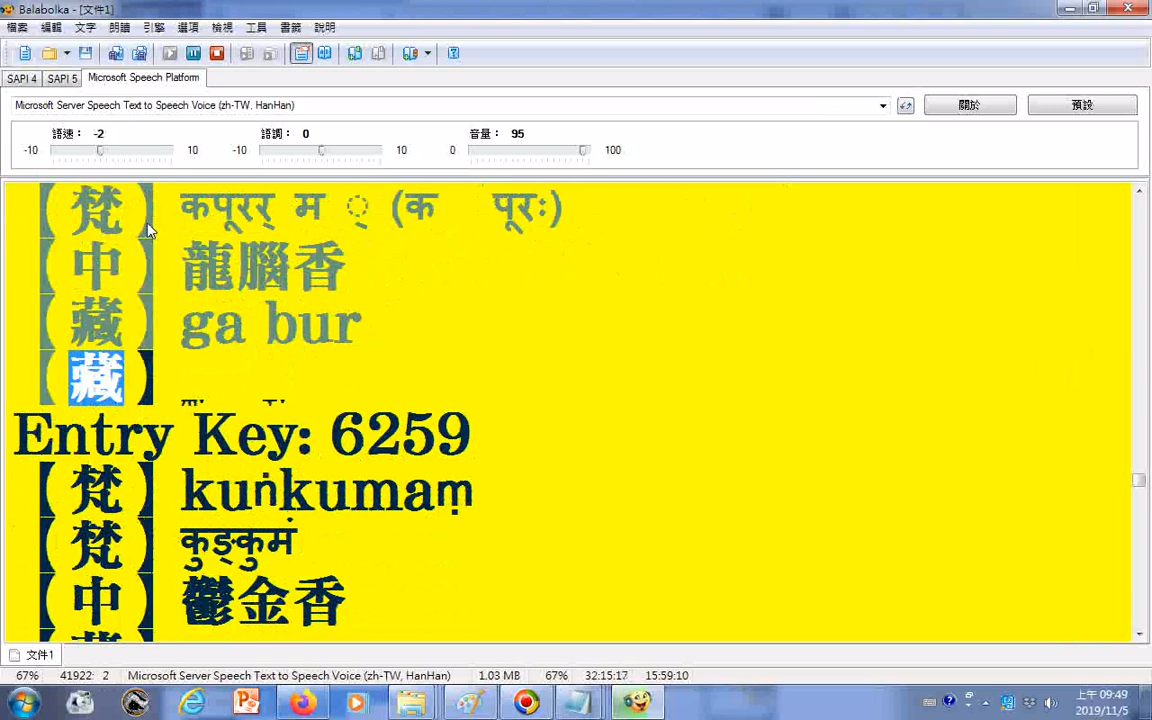 Balabolka - [文件1]
檔案 編輯 文字 朗讀 引擎 選項 檢視 工具 書籤 說明
SAPI 4 SAPI 5 Microsoft Speech Platform
Microsoft Server Speech Text to Speech Voice (zh-TW, HanHan) 關於 預設
語速： -2 語調： 0 音量： 95
-10 10 -10 10 0 100
【梵】 कपूरर् म ् (क पूरः)
【中】 龍腦香
【藏】 ga bur
【藏】
Entry Key: 6259
【梵】 kuṅkumaṃ
【梵】 कुङ्कुमं
【中】 鬱金香
文件1
67% 41922: 2 Microsoft Server Speech Text to Speech Voice (zh-TW, HanHan) 1.03 MB 67% 32:15:17 15:59:10
上午 09:49
2019/11/5